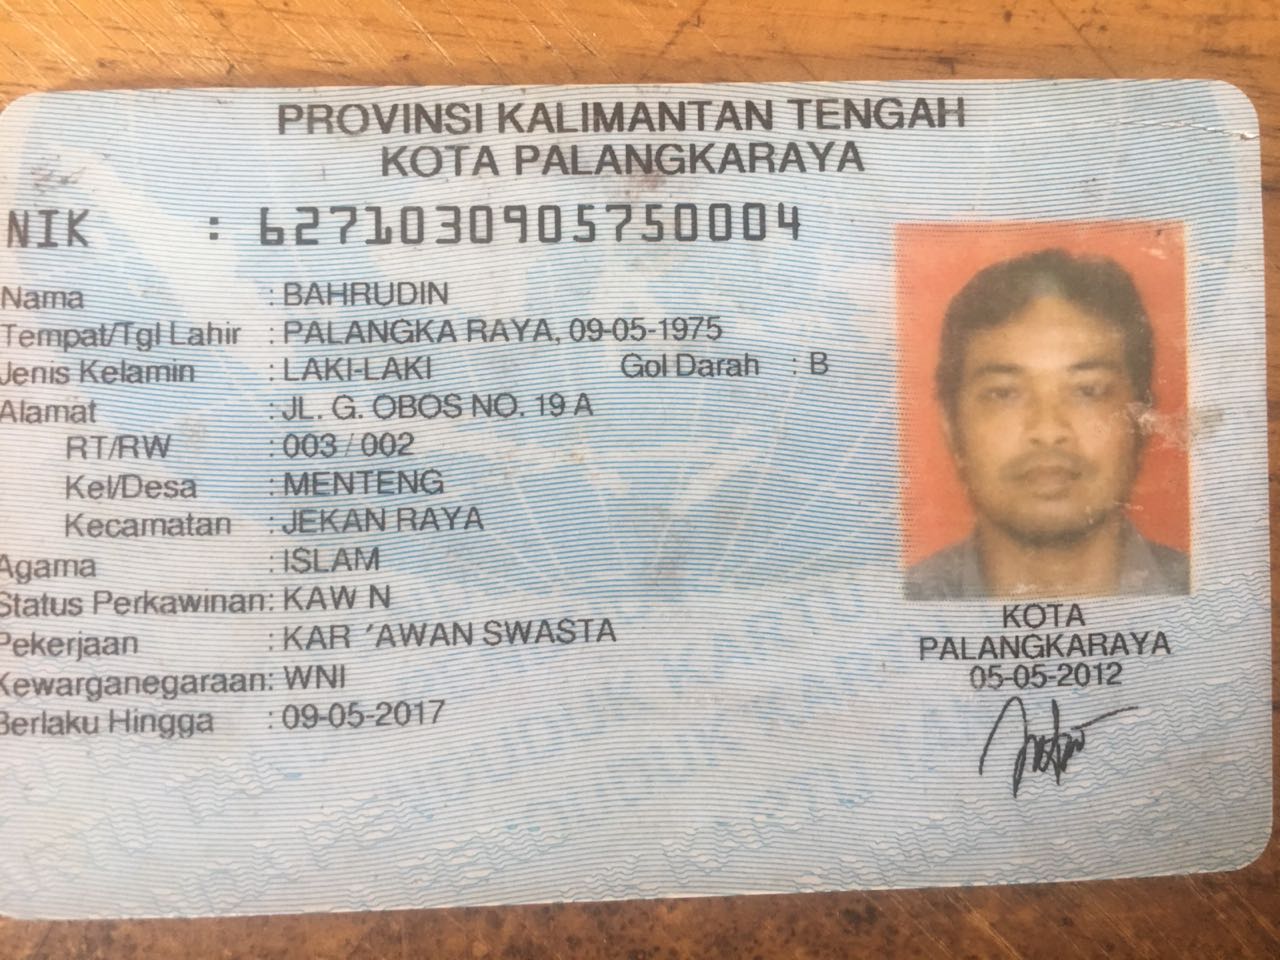 PROVINSI KALIMANTAN TENGAH
KOTA PALANGKARAYA
NIK : 6271030905750004
Nama : BAHRUDIN
Tempat/Tgl Lahir : PALANGKA RAYA, 09-05-1975
Jenis Kelamin : LAKI-LAKI Gol Darah : B
Alamat : JL. G. OBOS NO. 19 A
RT/RW : 003 / 002
Kel/Desa : MENTENG
Kecamatan : JEKAN RAYA
Agama : ISLAM
Status Perkawinan: KAW N
Pekerjaan : KAR 'AWAN SWASTA
Kewarganegaraan: WNI
Berlaku Hingga : 09-05-2017
KOTA
PALANGKARAYA
05-05-2012